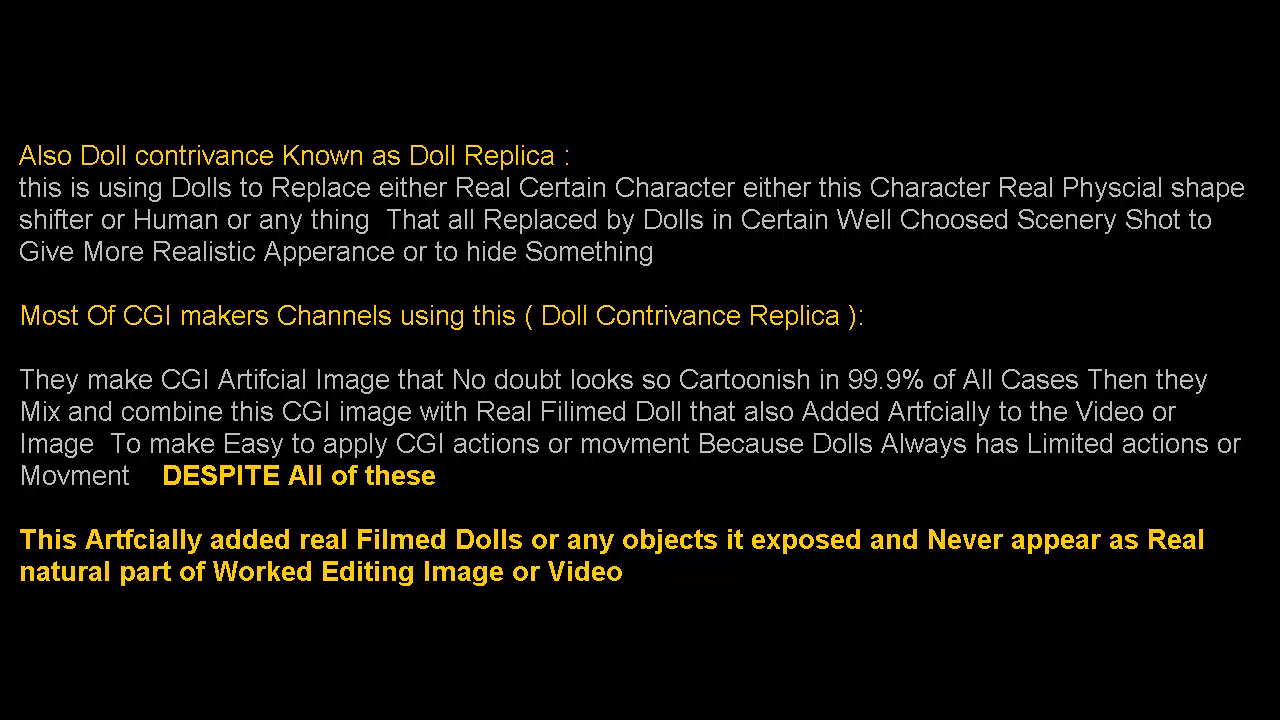 Also Doll contrivance Known as Doll Replica :
this is using Dolls to Replace either Real Certain Character either this Character Real Physcial shape
shifter or Human or any thing  That all Replaced by Dolls in Certain Well Choosed Scenery Shot to
Give More Realistic Apperance or to hide Something
Most Of CGI makers Channels using this ( Doll Contrivance Replica ):
They make CGI Artifcial Image that No doubt looks so Cartoonish in 99.9% of All Cases Then they
Mix and combine this CGI image with Real Filimed Doll that also Added Artfcially to the Video or
Image  To make Easy to apply CGI actions or movment Because Dolls Always has Limited actions or
Movment    DESPITE All of these
This Artfcially added real Filmed Dolls or any objects it exposed and Never appear as Real
natural part of Worked Editing Image or Video